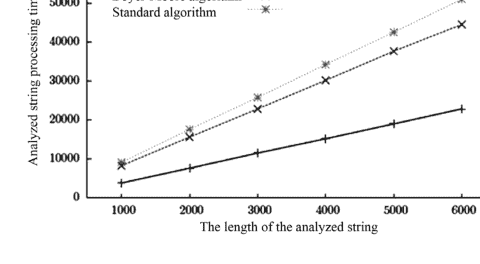 Standard algorithm
50000
40000
30000
20000
10000
0
1000 2000 3000 4000 5000 6000
The length of the analyzed string
Analyzed string processing